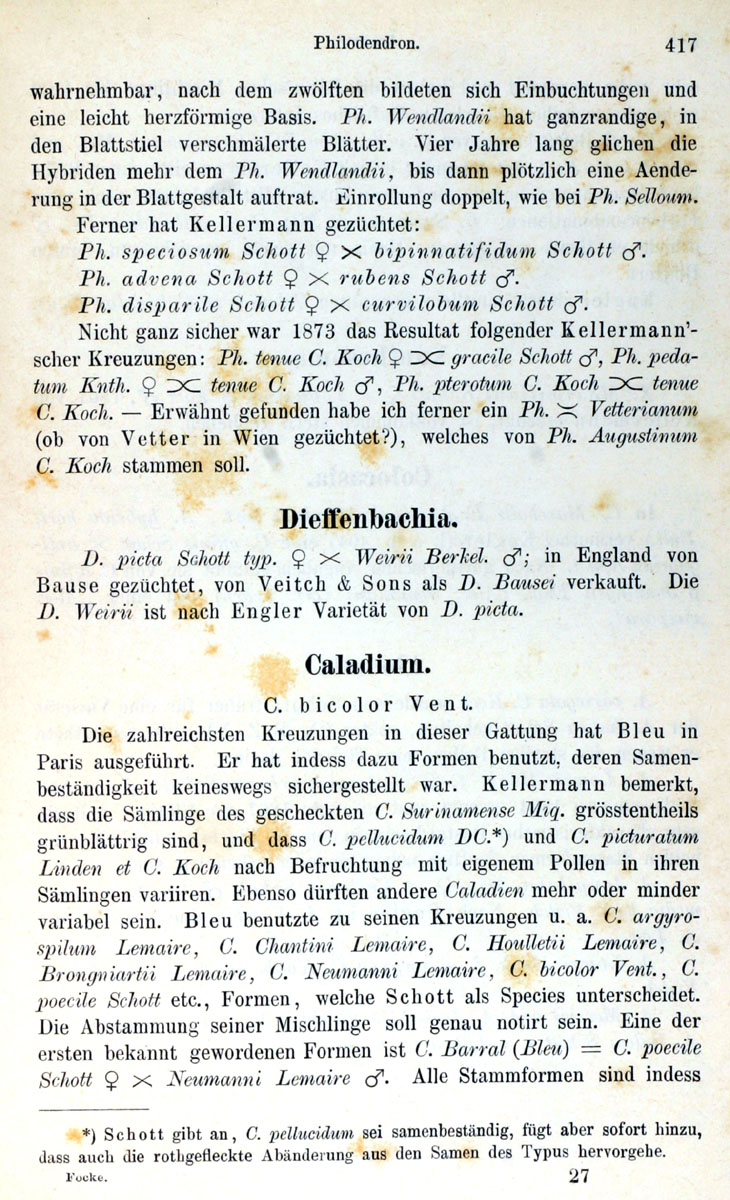 Philodendron. 417
wahrnehmbar, nach dem zwölften bildeten sich Einbuchtungen und
eine leicht herzförmige Basis. Ph. Wendlandii hat ganzrandige, in
den Blattstiel verschmälerte Blätter. Vier Jahre lang glichen die
Hybriden mehr dem Ph. Wendlandii, bis dann plötzlich eine Aende-
rung in der Blattgestalt auftrat. Einrollung doppelt, wie bei Ph. Selloum.
Ferner hat Kellermann gezüchtet:
Ph. speciosum Schott ♀ × bipinnatifidum Schott ♂.
Ph. advena Schott ♀ × rubens Schott ♂.
Ph. disparile Schott ♀ × curvilobum Schott ♂.
Nicht ganz sicher war 1873 das Resultat folgender Kellermann'-
scher Kreuzungen: Ph. tenue C. Koch ♀ ⫘ gracile Schott ♂, Ph. peda-
tum Knth. ♀ ⫘ tenue C. Koch ♂, Ph. pterotum C. Koch ⫘ tenue
C. Koch. — Erwähnt gefunden habe ich ferner ein Ph. ≍ Vetterianum
(ob von Vetter in Wien gezüchtet?), welches von Ph. Augustinum
C. Koch stammen soll.
Dieffenbachia.
D. picta Schott typ. ♀ × Weirii Berkel. ♂; in England von
Bause gezüchtet, von Veitch & Sons als D. Bausei verkauft. Die
D. Weirii ist nach Engler Varietät von D. picta.
Caladium.
C. bicolor Vent.
Die zahlreichsten Kreuzungen in dieser Gattung hat Bleu in
Paris ausgeführt. Er hat indess dazu Formen benutzt, deren Samen-
beständigkeit keineswegs sichergestellt war. Kellermann bemerkt,
dass die Sämlinge des gescheckten C. Surinamense Miq. grösstentheils
grünblättrig sind, und dass C. pellucidum DC.*) und C. picturatum
Linden et C. Koch nach Befruchtung mit eigenem Pollen in ihren
Sämlingen variiren. Ebenso dürften andere Caladien mehr oder minder
variabel sein. Bleu benutzte zu seinen Kreuzungen u. a. C. argyro-
spilum Lemaire, C. Chantini Lemaire, C. Houlletii Lemaire, C.
Brongniartii Lemaire, C. Neumanni Lemaire, C. bicolor Vent., C.
poecile Schott etc., Formen, welche Schott als Species unterscheidet.
Die Abstammung seiner Mischlinge soll genau notirt sein. Eine der
ersten bekannt gewordenen Formen ist C. Barral (Bleu) = C. poecile
Schott ♀ × Neumanni Lemaire ♂. Alle Stammformen sind indess
*) Schott gibt an, C. pellucidum sei samenbeständig, fügt aber sofort hinzu,
dass auch die rothgefleckte Abänderung aus den Samen des Typus hervorgehe.
Focke. 27